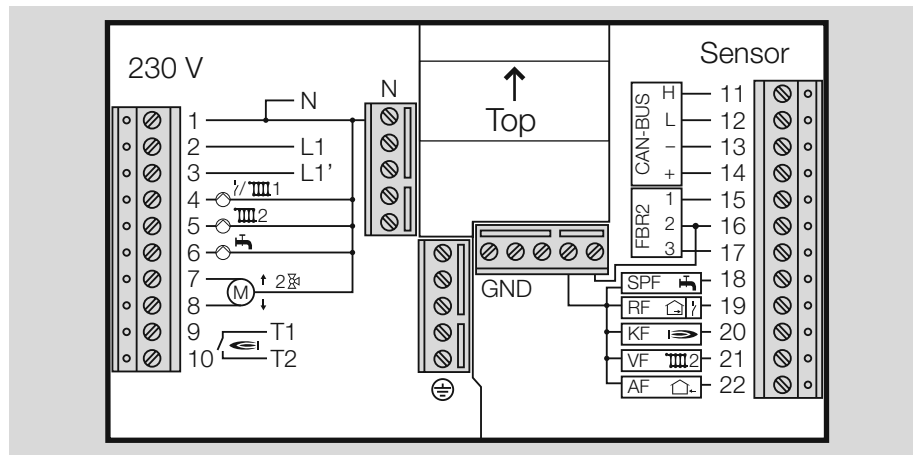 230 V
N
1 N
2 L1
3 L1'
4 1
5 2
6
7 M 2
8
9 T1
10 T2
Top
GND
Sensor
CAN-BUS
H 11
L 12
− 13
+ 14
FBR2
1 15
2 16
3 17
SPF 18
RF 19
KF 20
VF 2 21
AF 22